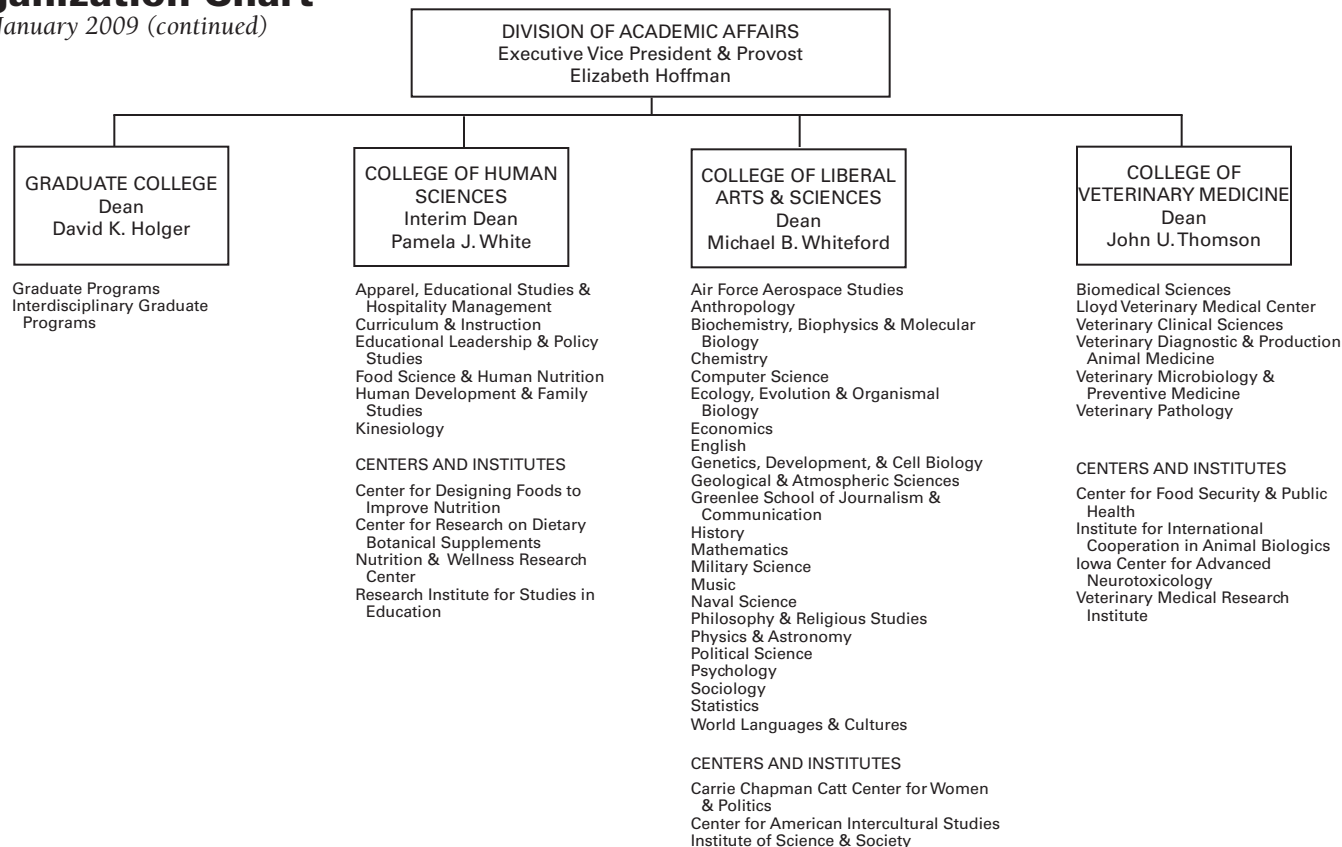 Organization Chart
January 2009 (continued)
DIVISION OF ACADEMIC AFFAIRS
Executive Vice President & Provost
Elizabeth Hoffman
GRADUATE COLLEGE
Dean
David K. Holger
Graduate Programs
Interdisciplinary Graduate
Programs
COLLEGE OF HUMAN
SCIENCES
Interim Dean
Pamela J. White
Apparel, Educational Studies &
Hospitality Management
Curriculum & Instruction
Educational Leadership & Policy
Studies
Food Science & Human Nutrition
Human Development & Family
Studies
Kinesiology
CENTERS AND INSTITUTES
Center for Designing Foods to
Improve Nutrition
Center for Research on Dietary
Botanical Supplements
Nutrition & Wellness Research
Center
Research Institute for Studies in
Education
COLLEGE OF LIBERAL
ARTS & SCIENCES
Dean
Michael B. Whiteford
Air Force Aerospace Studies
Anthropology
Biochemistry, Biophysics & Molecular
Biology
Chemistry
Computer Science
Ecology, Evolution & Organismal
Biology
Economics
English
Genetics, Development, & Cell Biology
Geological & Atmospheric Sciences
Greenlee School of Journalism &
Communication
History
Mathematics
Military Science
Music
Naval Science
Philosophy & Religious Studies
Physics & Astronomy
Political Science
Psychology
Sociology
Statistics
World Languages & Cultures
CENTERS AND INSTITUTES
Carrie Chapman Catt Center for Women
& Politics
Center for American Intercultural Studies
Institute of Science & Society
COLLEGE OF
VETERINARY MEDICINE
Dean
John U. Thomson
Biomedical Sciences
Lloyd Veterinary Medical Center
Veterinary Clinical Sciences
Veterinary Diagnostic & Production
Animal Medicine
Veterinary Microbiology &
Preventive Medicine
Veterinary Pathology
CENTERS AND INSTITUTES
Center for Food Security & Public
Health
Institute for International
Cooperation in Animal Biologics
Iowa Center for Advanced
Neurotoxicology
Veterinary Medical Research
Institute